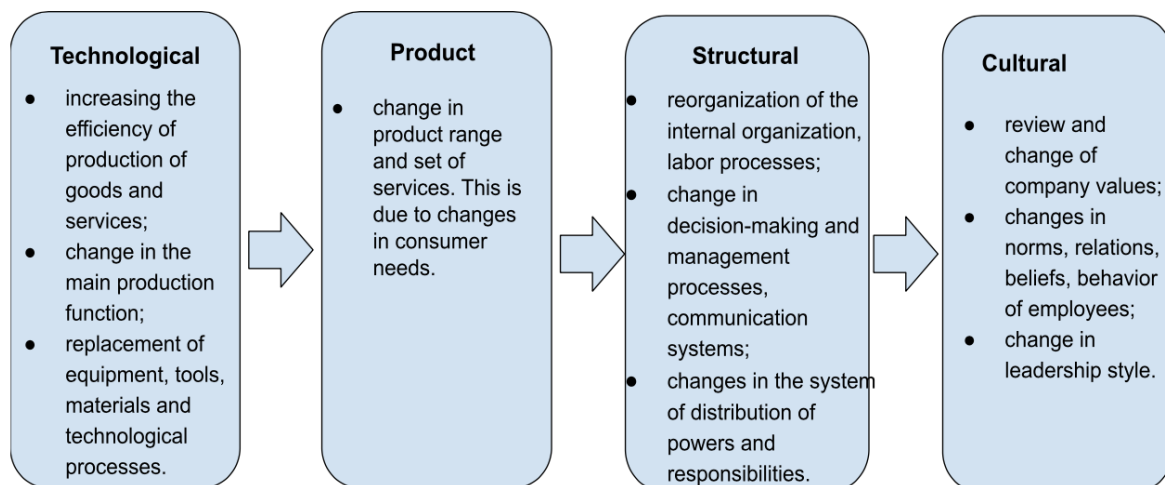 Technological
● increasing the
efficiency of
production of
goods and
services;
● change in the
main production
function;
● replacement of
equipment, tools,
materials and
technological
processes.
Product
● change in
product range
and set of
services. This is
due to changes
in consumer
needs.
Structural
● reorganization of the
internal organization,
labor processes;
● change in
decision-making and
management
processes,
communication
systems;
● changes in the system
of distribution of
powers and
responsibilities.
Cultural
● review and
change of
company values;
● changes in
norms, relations,
beliefs, behavior
of employees;
● change in
leadership style.